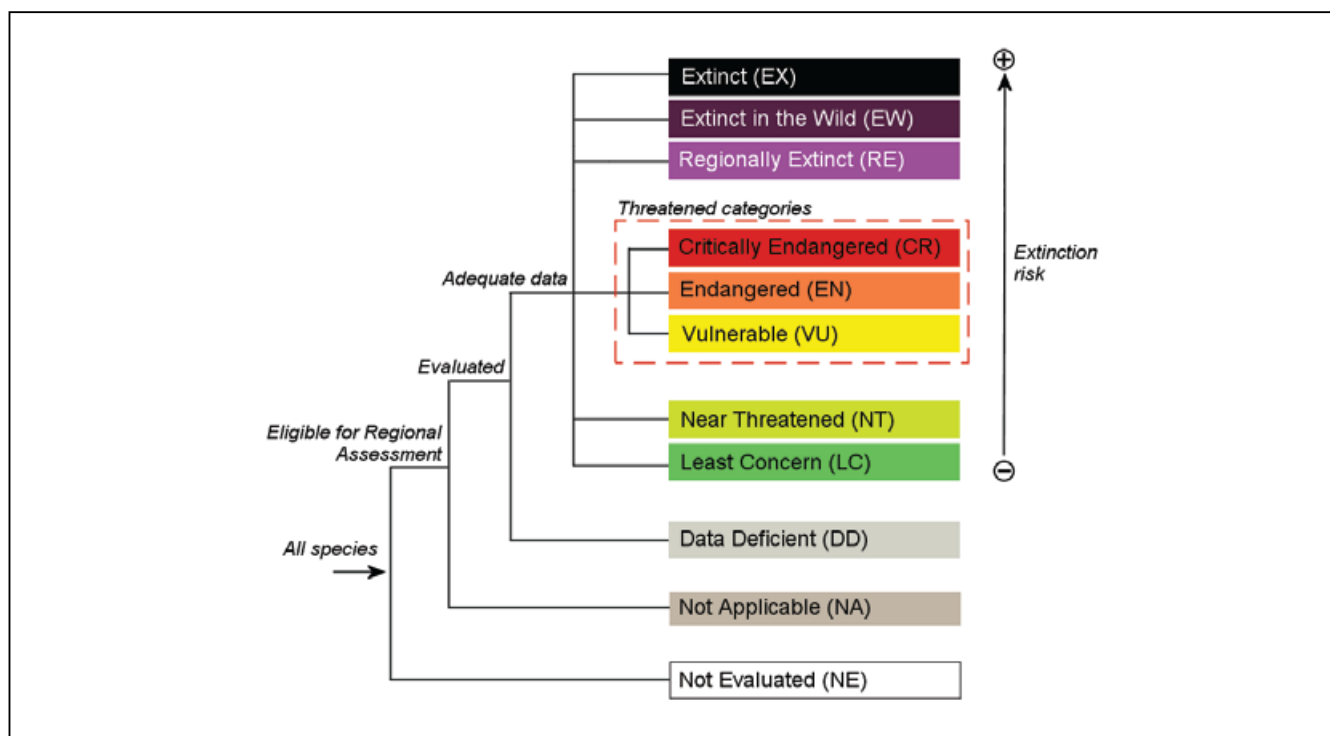 Extinct (EX)
Extinct in the Wild (EW)
Regionally Extinct (RE)
Threatened categories
Critically Endangered (CR)
Extinction
risk
Adequate data
Endangered (EN)
Vulnerable (VU)
Evaluated
Near Threatened (NT)
Eligible for Regional
Assessment
Least Concern (LC)
Data Deficient (DD)
All species
Not Applicable (NA)
Not Evaluated (NE)